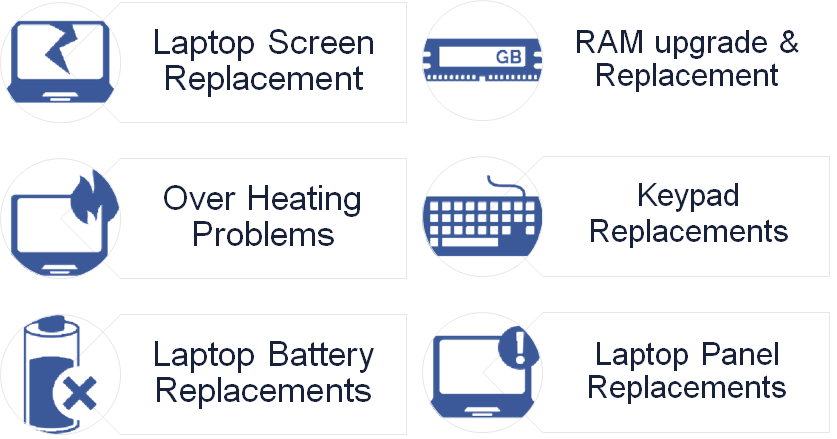 Laptop Screen
Replacement
GB
RAM upgrade &
Replacement
Over Heating
Problems
Keypad
Replacements
Laptop Battery
Replacements
!
Laptop Panel
Replacements